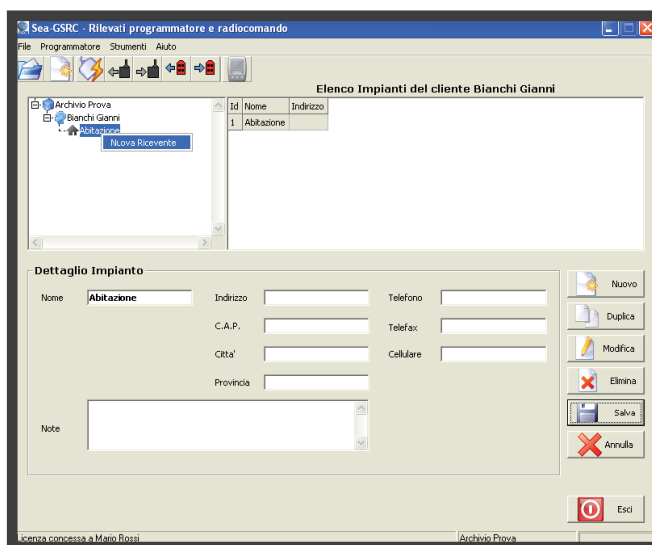 Sea-GSRC - Rilevati programmatore e radiocomando
File Programmatore Strumenti Aiuto
Elenco Impianti del cliente Bianchi Gianni
Archivio Prova
Bianchi Gianni
Abitazione
Nuova Ricevente
Id Nome Indirizzo
1 Abitazione
Dettaglio Impianto
Nome Abitazione Indirizzo Telefono
C.A.P. Telefax
Citta' Cellulare
Provincia
Note
Nuovo
Duplica
Modifica
Elimina
Salva
Annulla
Esci
Licenza concessa a Mario Rossi Archivio Prova